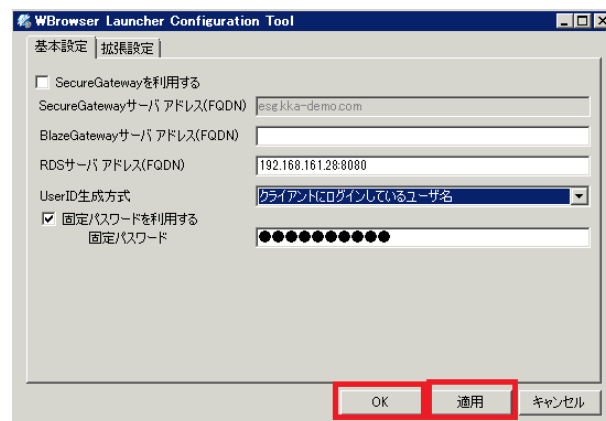 WBrowser Launcher Configuration Tool
基本設定 拡張設定
SecureGatewayを利用する
SecureGatewayサーバ アドレス(FQDN) esg.kka-demo.com
BlazeGatewayサーバ アドレス(FQDN)
RDSサーバ アドレス(FQDN) 192.168.161.28:8080
UserID生成方式 クライアントにログインしているユーザ名
固定パスワードを利用する
固定パスワード ●●●●●●●●●●
OK 適用 キャンセル